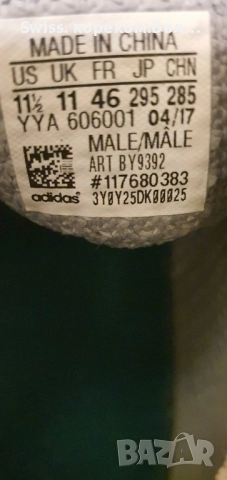 MADE IN CHINA
US UK FR JP CHN
11½ 11 46 295 285
YYA 606001 04/17
MALE/MÂLE
ART BY9392
#117680383
adidas® 3Y0Y25DK00025
БАЗАР